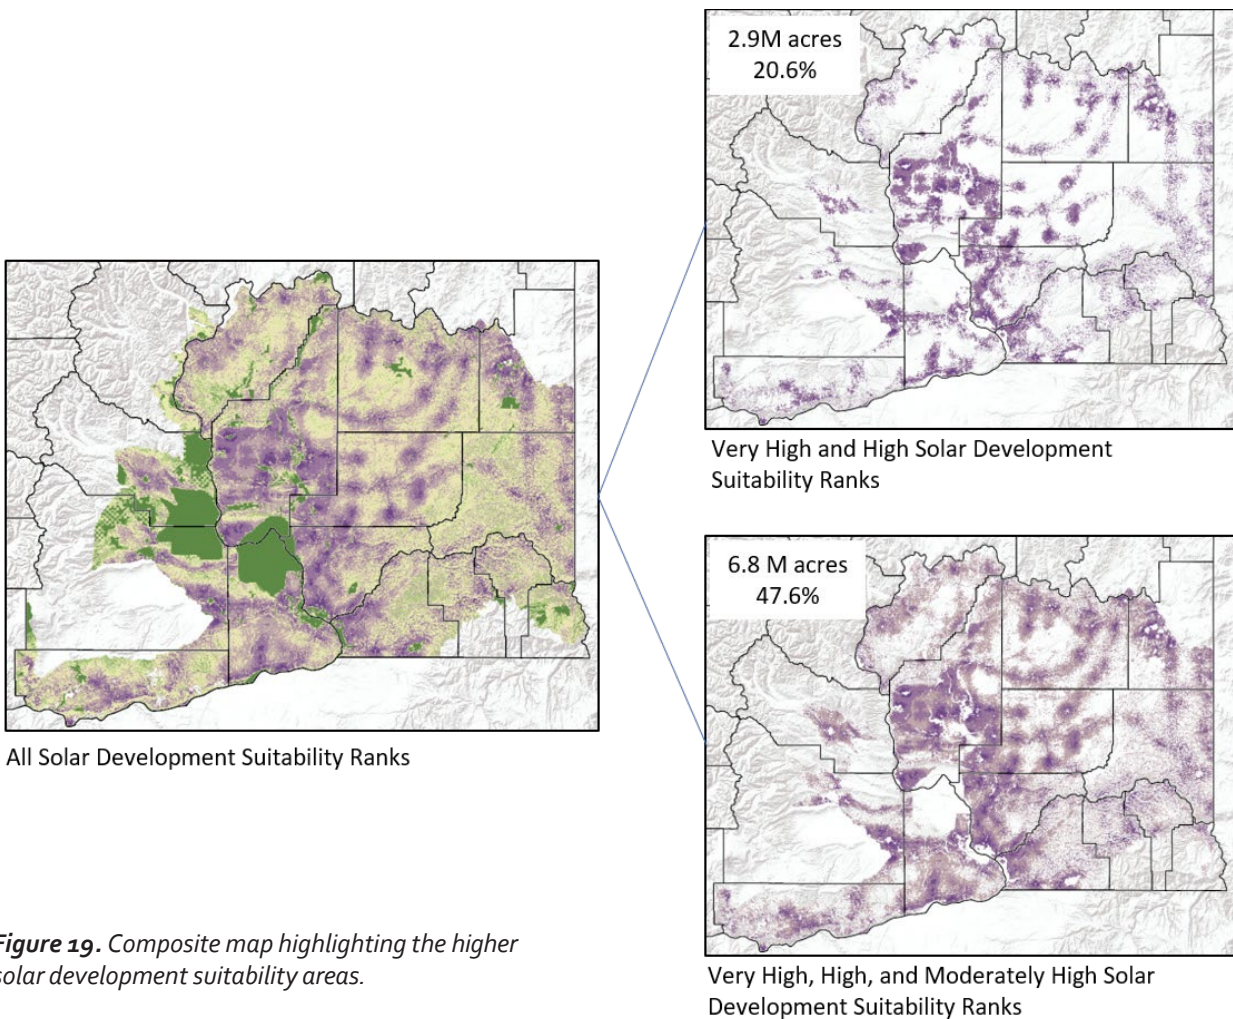 2.9M acres
20.6%
Very High and High Solar Development
Suitability Ranks
All Solar Development Suitability Ranks
6.8 M acres
47.6%
Very High, High, and Moderately High Solar
Development Suitability Ranks
Figure 19. Composite map highlighting the higher
solar development suitability areas.